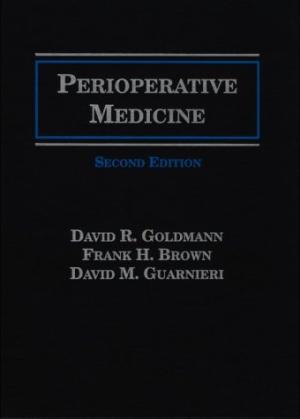 PERIOPERATIVE
MEDICINE
SECOND EDITION
DAVID R. GOLDMANN
FRANK H. BROWN
DAVID M. GUARNIERI